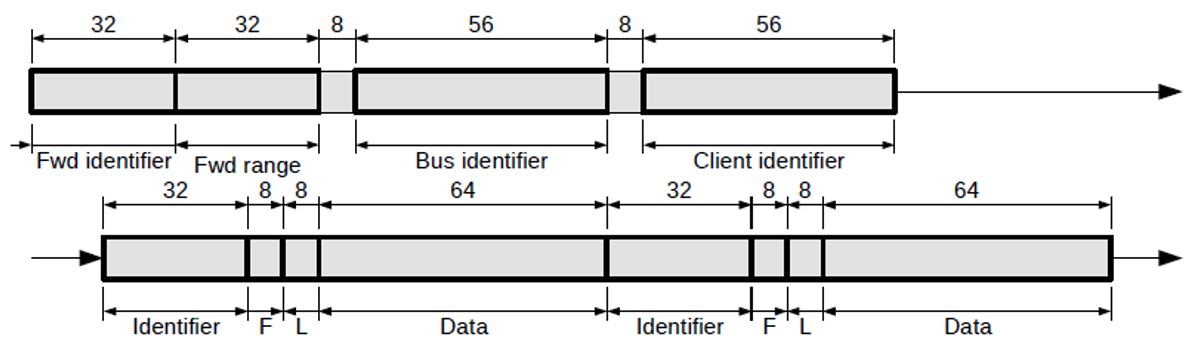 32 32 8 56 8 56
Fwd identifier Fwd range Bus identifier Client identifier
32 8 8 64 32 8 8 64
Identifier F L Data Identifier F L Data